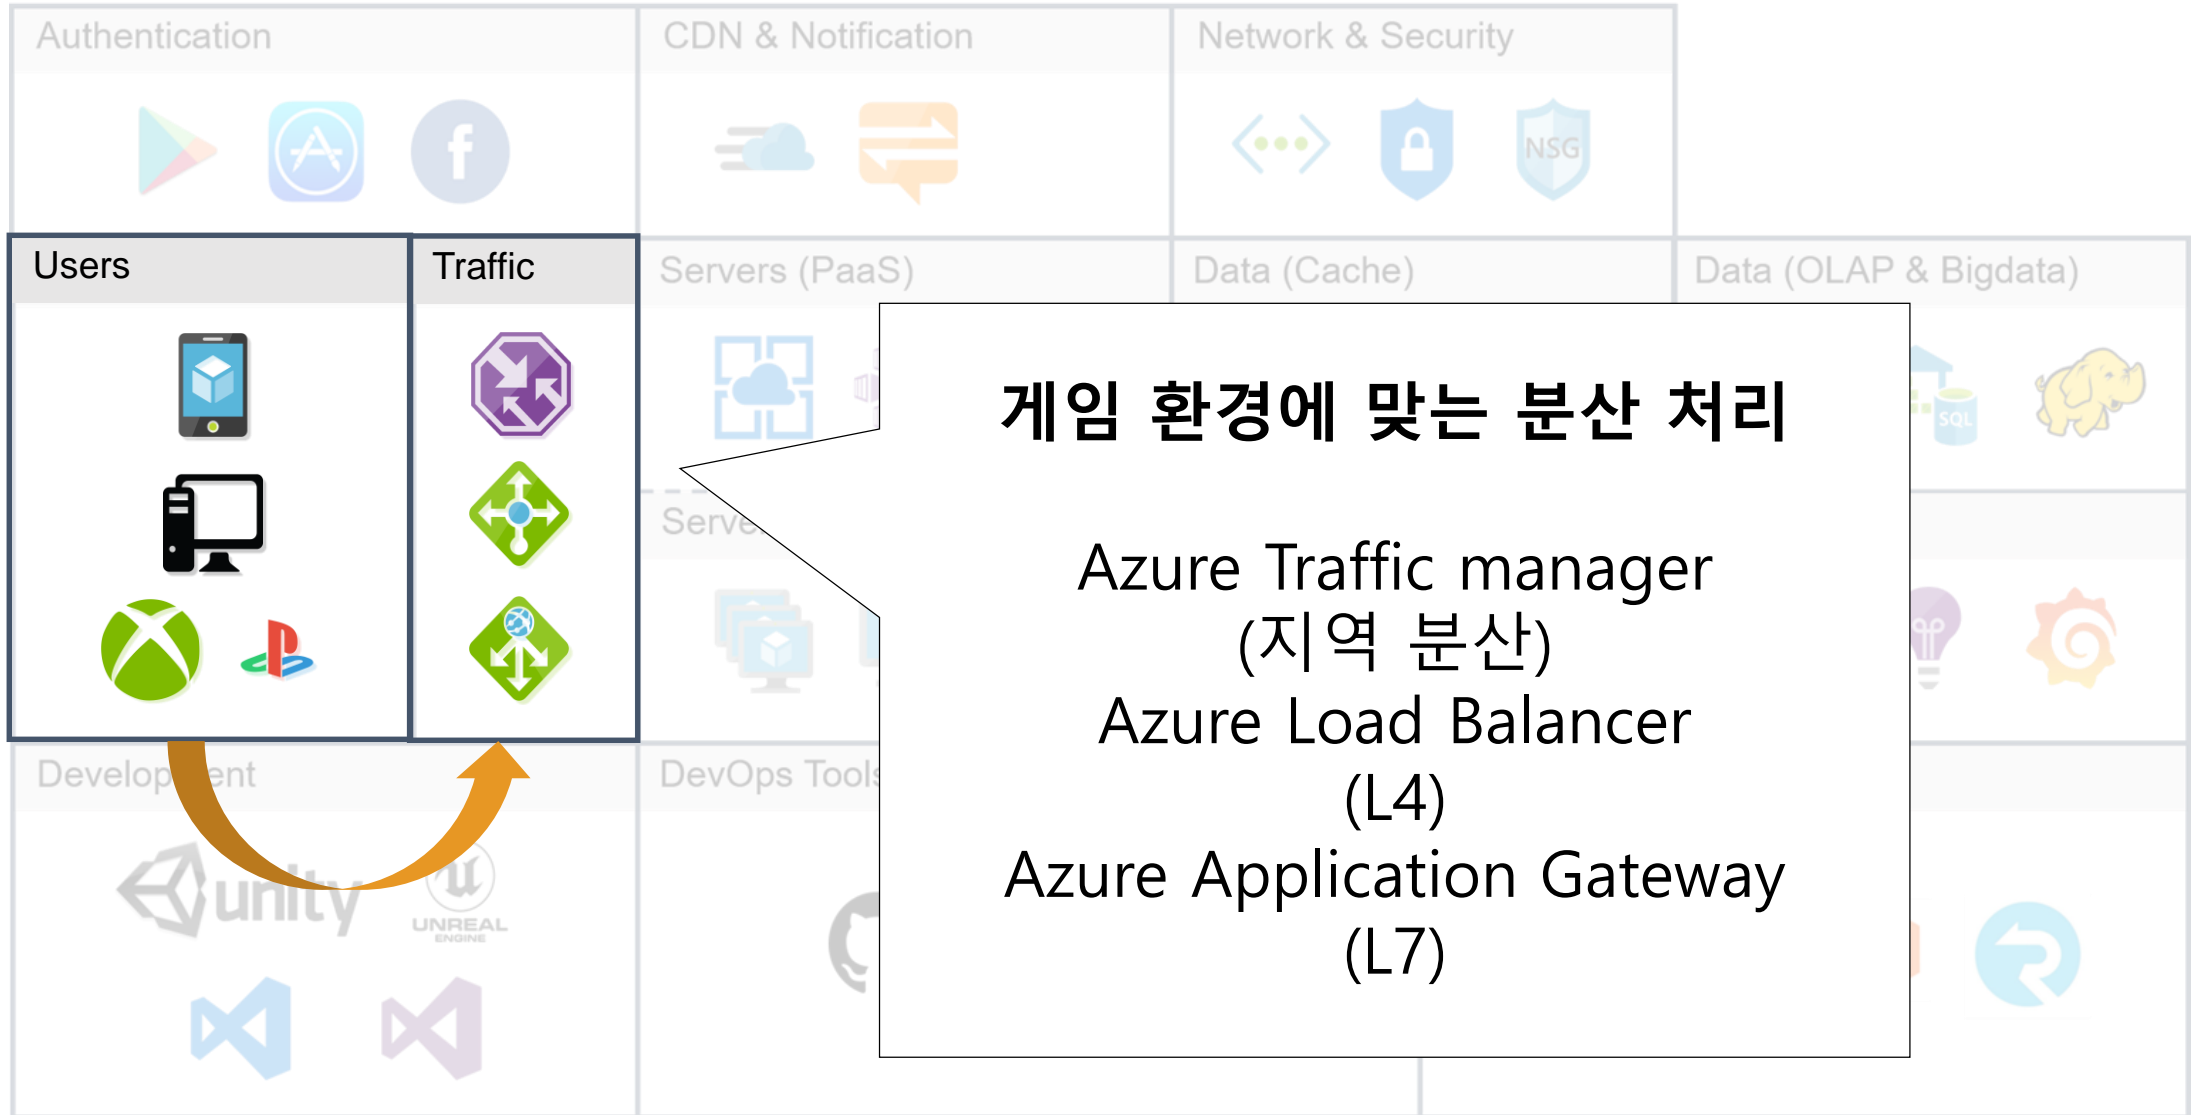 Authentication
CDN & Notification
Network & Security
NSG
Users
Traffic
Servers (PaaS)
Data (Cache)
Data (OLAP & Bigdata)
SQL
게임 환경에 맞는 분산 처리
Azure Traffic manager
(지역 분산)
Azure Load Balancer
(L4)
Azure Application Gateway
(L7)
Development
DevOps Tools
unity
UNREAL
ENGINE